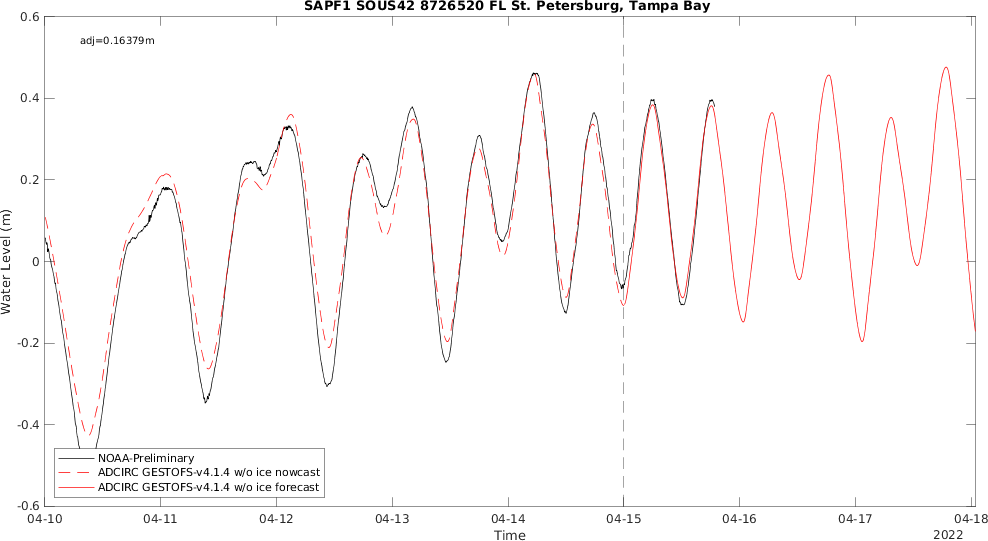 SAPF1 SOUS42 8726520 FL St. Petersburg, Tampa Bay
adj=0.16379m
0.6
0.4
0.2
0
-0.2
-0.4
-0.6
Water Level (m)
NOAA-Preliminary
ADCIRC GESTOFS-v4.1.4 w/o ice nowcast
ADCIRC GESTOFS-v4.1.4 w/o ice forecast
04-10 04-11 04-12 04-13 04-14 04-15 04-16 04-17 04-18
Time
2022